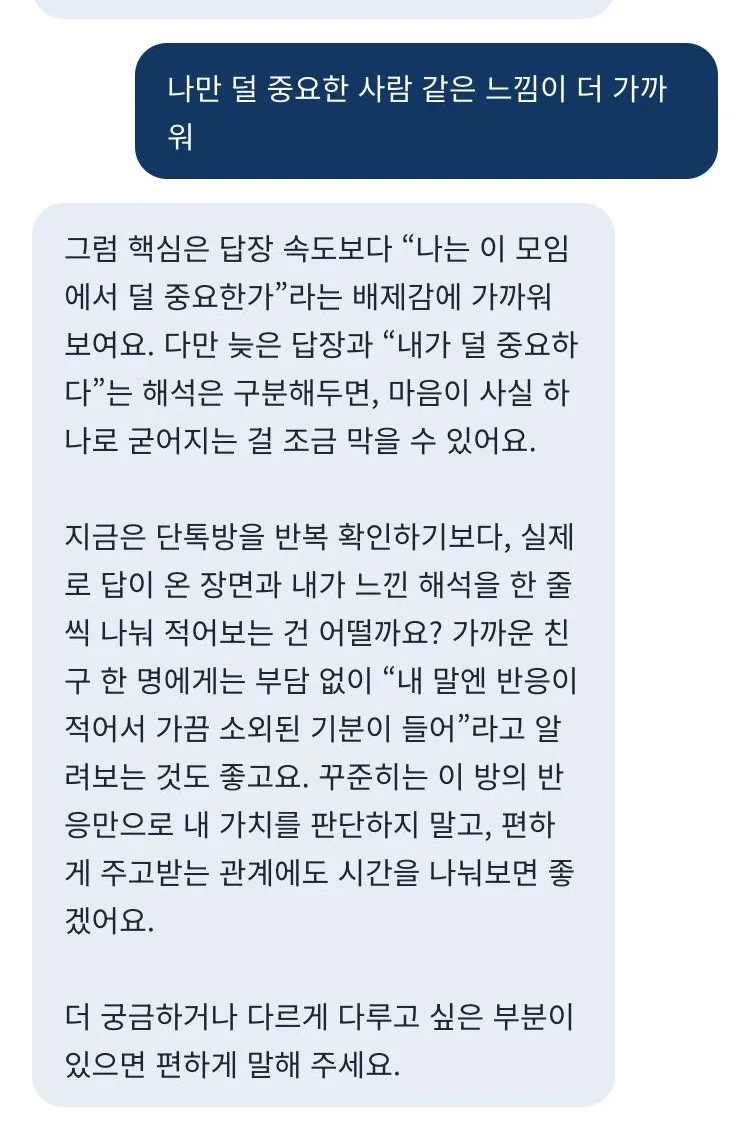 나만 덜 중요한 사람 같은 느낌이 더 가까
워
그럼 핵심은 답장 속도보다 “나는 이 모임
에서 덜 중요한가”라는 배제감에 가까워
보여요. 다만 늦은 답장과 “내가 덜 중요하
다”는 해석은 구분해두면, 마음이 사실 하
나로 굳어지는 걸 조금 막을 수 있어요.
지금은 단톡방을 반복 확인하기보다, 실제
로 답이 온 장면과 내가 느낀 해석을 한 줄
씩 나눠 적어보는 건 어떨까요? 가까운 친
구 한 명에게는 부담 없이 “내 말엔 반응이
적어서 가끔 소외된 기분이 들어”라고 알
려보는 것도 좋고요. 꾸준히는 이 방의 반
응만으로 내 가치를 판단하지 말고, 편하
게 주고받는 관계에도 시간을 나눠보면 좋
겠어요.
더 궁금하거나 다르게 다루고 싶은 부분이
있으면 편하게 말해 주세요.